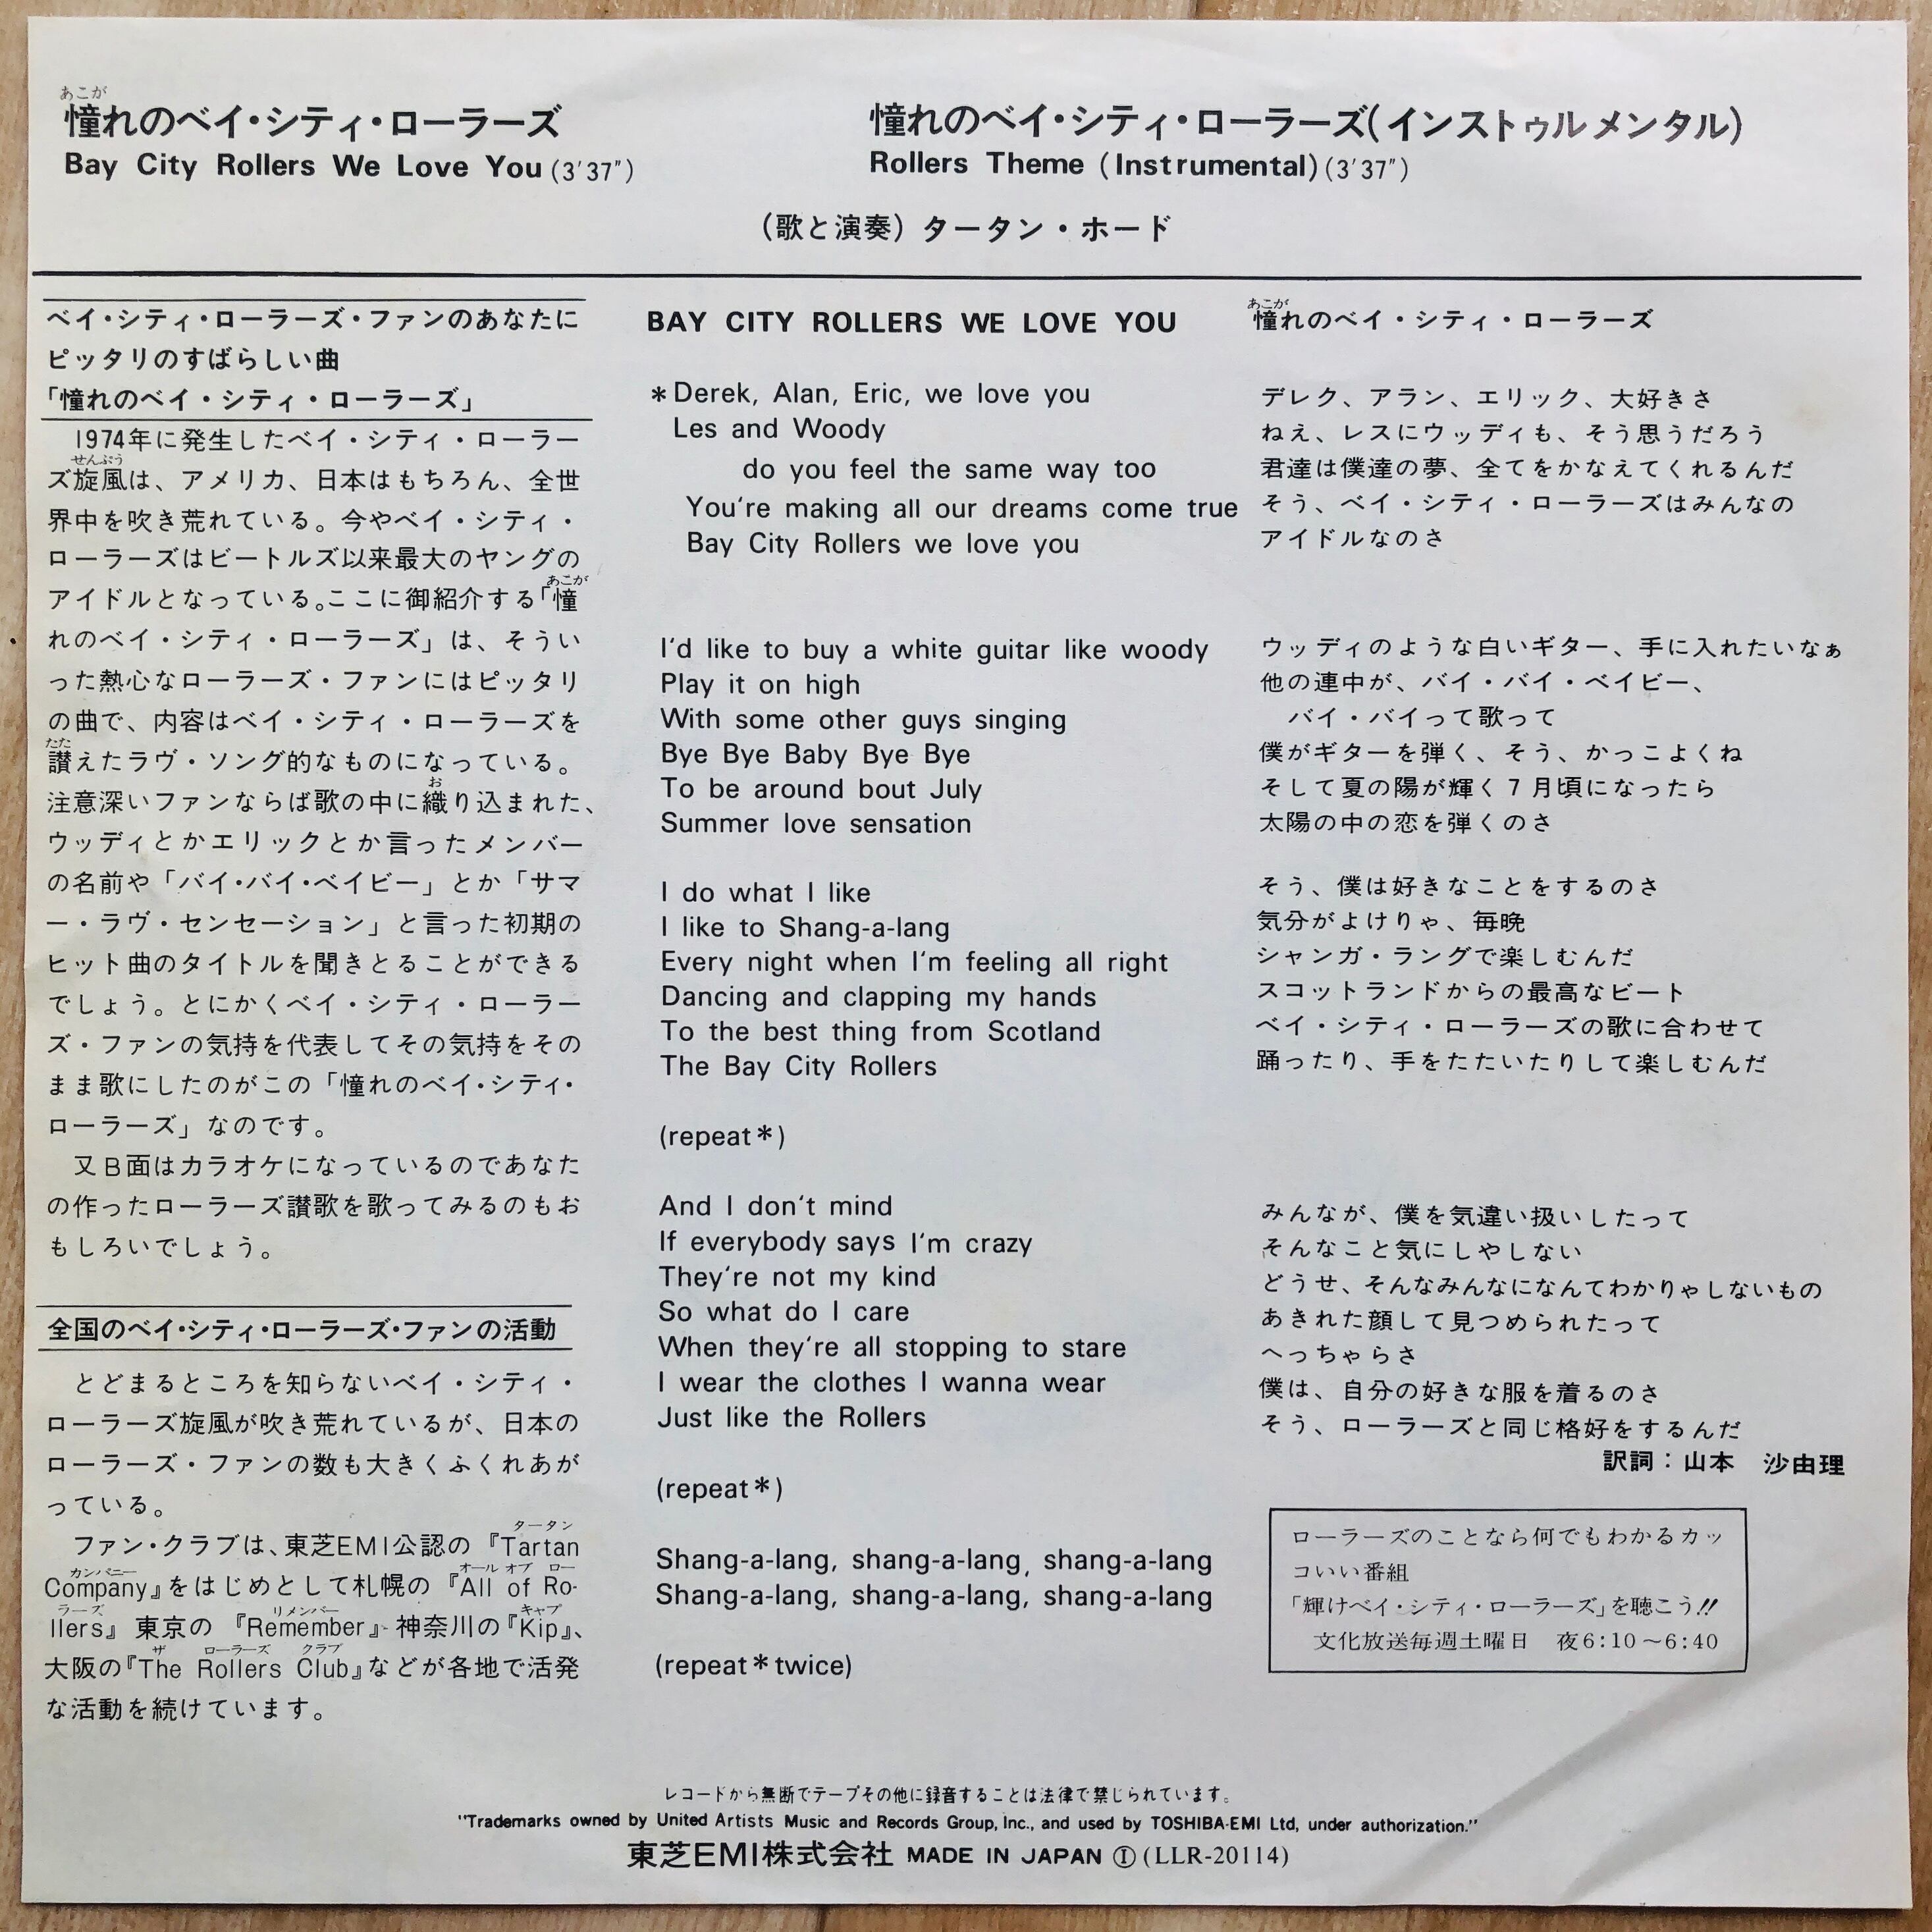 あこが
憧れのベイ・シティ・ローラーズ
Bay City Rollers We Love You (3′37″)
憧れのベイ・シティ・ローラーズ(インストゥルメンタル)
Rollers Theme (Instrumental) (3′37″)
(歌と演奏) タータン・ホード
ベイ・シティ・ローラーズ・ファンのあなたに
ピッタリのすばらしい曲
「憧れのベイ・シティ・ローラーズ」
1974年に発生したベイ・シティ・ローラー
せんぷう
ズ旋風は、アメリカ、日本はもちろん、全世
界中を吹き荒れている。今やベイ・シティ・
ローラーズはビートルズ以来最大のヤングの
あこが
アイドルとなっている。ここに御紹介する「憧
れのベイ・シティ・ローラーズ」は、そうい
った熱心なローラーズ・ファンにはピッタリ
の曲で、内容はベイ・シティ・ローラーズを
たた
讃えたラヴ・ソング的なものになっている。
お
注意深いファンならば歌の中に織り込まれた、
ウッディとかエリックとか言ったメンバー
の名前や「バイ・バイ・ベイビー」とか「サマ
ー・ラヴ・センセーション」と言った初期の
ヒット曲のタイトルを聞きとることができる
でしょう。とにかくベイ・シティ・ローラー
ズ・ファンの気持を代表してその気持をその
まま歌にしたのがこの「憧れのベイ・シティ・
ローラーズ」なのです。
又B面はカラオケになっているのであなた
の作ったローラーズ讃歌を歌ってみるのもお
もしろいでしょう。
全国のベイ・シティ・ローラーズ・ファンの活動
とどまるところを知らないベイ・シティ・
ローラーズ旋風が吹き荒れているが、日本の
ローラーズ・ファンの数も大きくふくれあが
っている。
タータン
ファン・クラブは、東芝EMI公認の『Tartan
カンパニー オール オブ ロー
Company』をはじめとして札幌の『All of Ro-
ラーズ リメンバー キャプ
llers』東京の『Remember』神奈川の『Kip』、
ザ ローラーズ クラブ
大阪の『The Rollers Club』などが各地で活発
な活動を続けています。
BAY CITY ROLLERS WE LOVE YOU
*Derek, Alan, Eric, we love you
Les and Woody
do you feel the same way too
You're making all our dreams come true
Bay City Rollers we love you
I'd like to buy a white guitar like woody
Play it on high
With some other guys singing
Bye Bye Baby Bye Bye
To be around bout July
Summer love sensation
I do what I like
I like to Shang-a-lang
Every night when I'm feeling all right
Dancing and clapping my hands
To the best thing from Scotland
The Bay City Rollers
(repeat*)
And I don't mind
If everybody says I'm crazy
They're not my kind
So what do I care
When they're all stopping to stare
I wear the clothes I wanna wear
Just like the Rollers
(repeat*)
Shang-a-lang, shang-a-lang, shang-a-lang
Shang-a-lang, shang-a-lang, shang-a-lang
(repeat*twice)
あこが
憧れのベイ・シティ・ローラーズ
デレク、アラン、エリック、大好きさ
ねえ、レスにウッディも、そう思うだろう
君達は僕達の夢、全てをかなえてくれるんだ
そう、ベイ・シティ・ローラーズはみんなの
アイドルなのさ
ウッディのような白いギター、手に入れたいなぁ
他の連中が、バイ・バイ・ベイビー、
バイ・バイって歌って
僕がギターを弾く、そう、かっこよくね
そして夏の陽が輝く7月頃になったら
太陽の中の恋を弾くのさ
そう、僕は好きなことをするのさ
気分がよけりゃ、毎晩
シャンガ・ラングで楽しむんだ
スコットランドからの最高なビート
ベイ・シティ・ローラーズの歌に合わせて
踊ったり、手をたたいたりして楽しむんだ
みんなが、僕を気違い扱いしたって
そんなこと気にしやしない
どうせ、そんなみんなになんてわかりゃしないもの
あきれた顔して見つめられたって
へっちゃらさ
僕は、自分の好きな服を着るのさ
そう、ローラーズと同じ格好をするんだ
訳詞：山本 沙由理
ローラーズのことなら何でもわかるカッ
コいい番組
「輝けベイ・シティ・ローラーズ」を聴こう!!
文化放送毎週土曜日 夜6:10～6:40
レコードから無断でテープその他に録音することは法律で禁じられています。
"Trademarks owned by United Artists Music and Records Group, Inc., and used by TOSHIBA-EMI Ltd, under authorization."
東芝EMI株式会社 MADE IN JAPAN Ⓘ (LLR-20114)